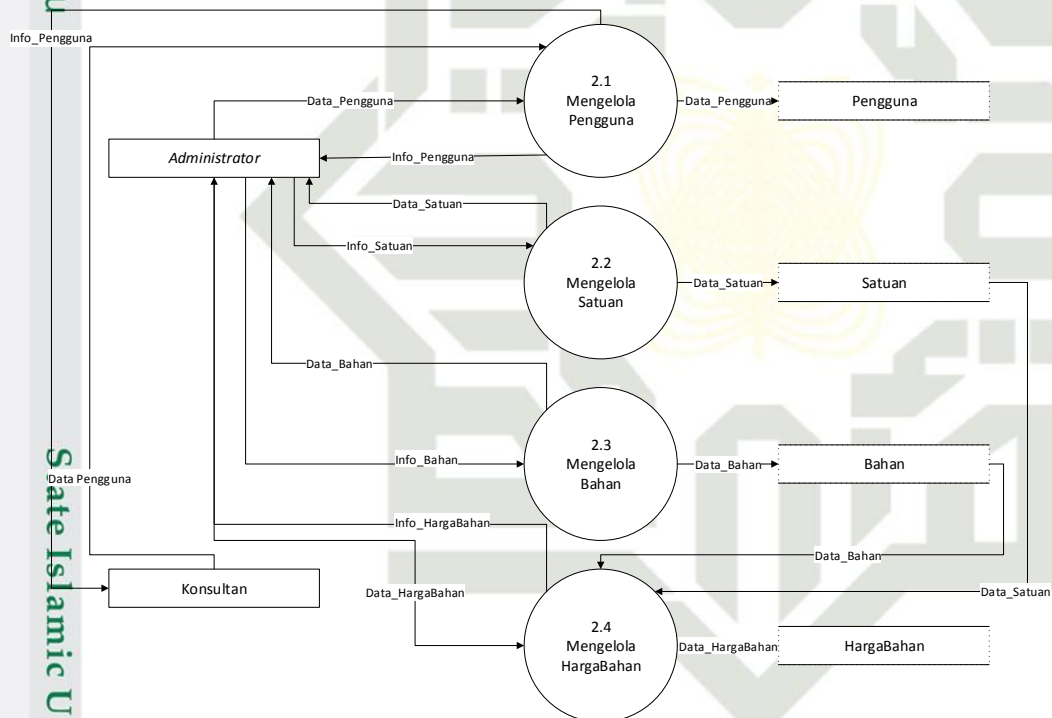 Info_Pengguna
2.1
Mengelola
Pengguna
Data_Pengguna
Data_Pengguna
Pengguna
Administrator
Info_Pengguna
Data_Satuan
Info_Satuan
2.2
Mengelola
Satuan
Data_Satuan
Satuan
Data_Bahan
2.3
Mengelola
Bahan
Info_Bahan
Data_Bahan
Bahan
Data Pengguna
Info_HargaBahan
Data_Bahan
Konsultan
Data_HargaBahan
Data_Satuan
2.4
Mengelola
HargaBahan
Data_HargaBahan
HargaBahan
State Islamic U